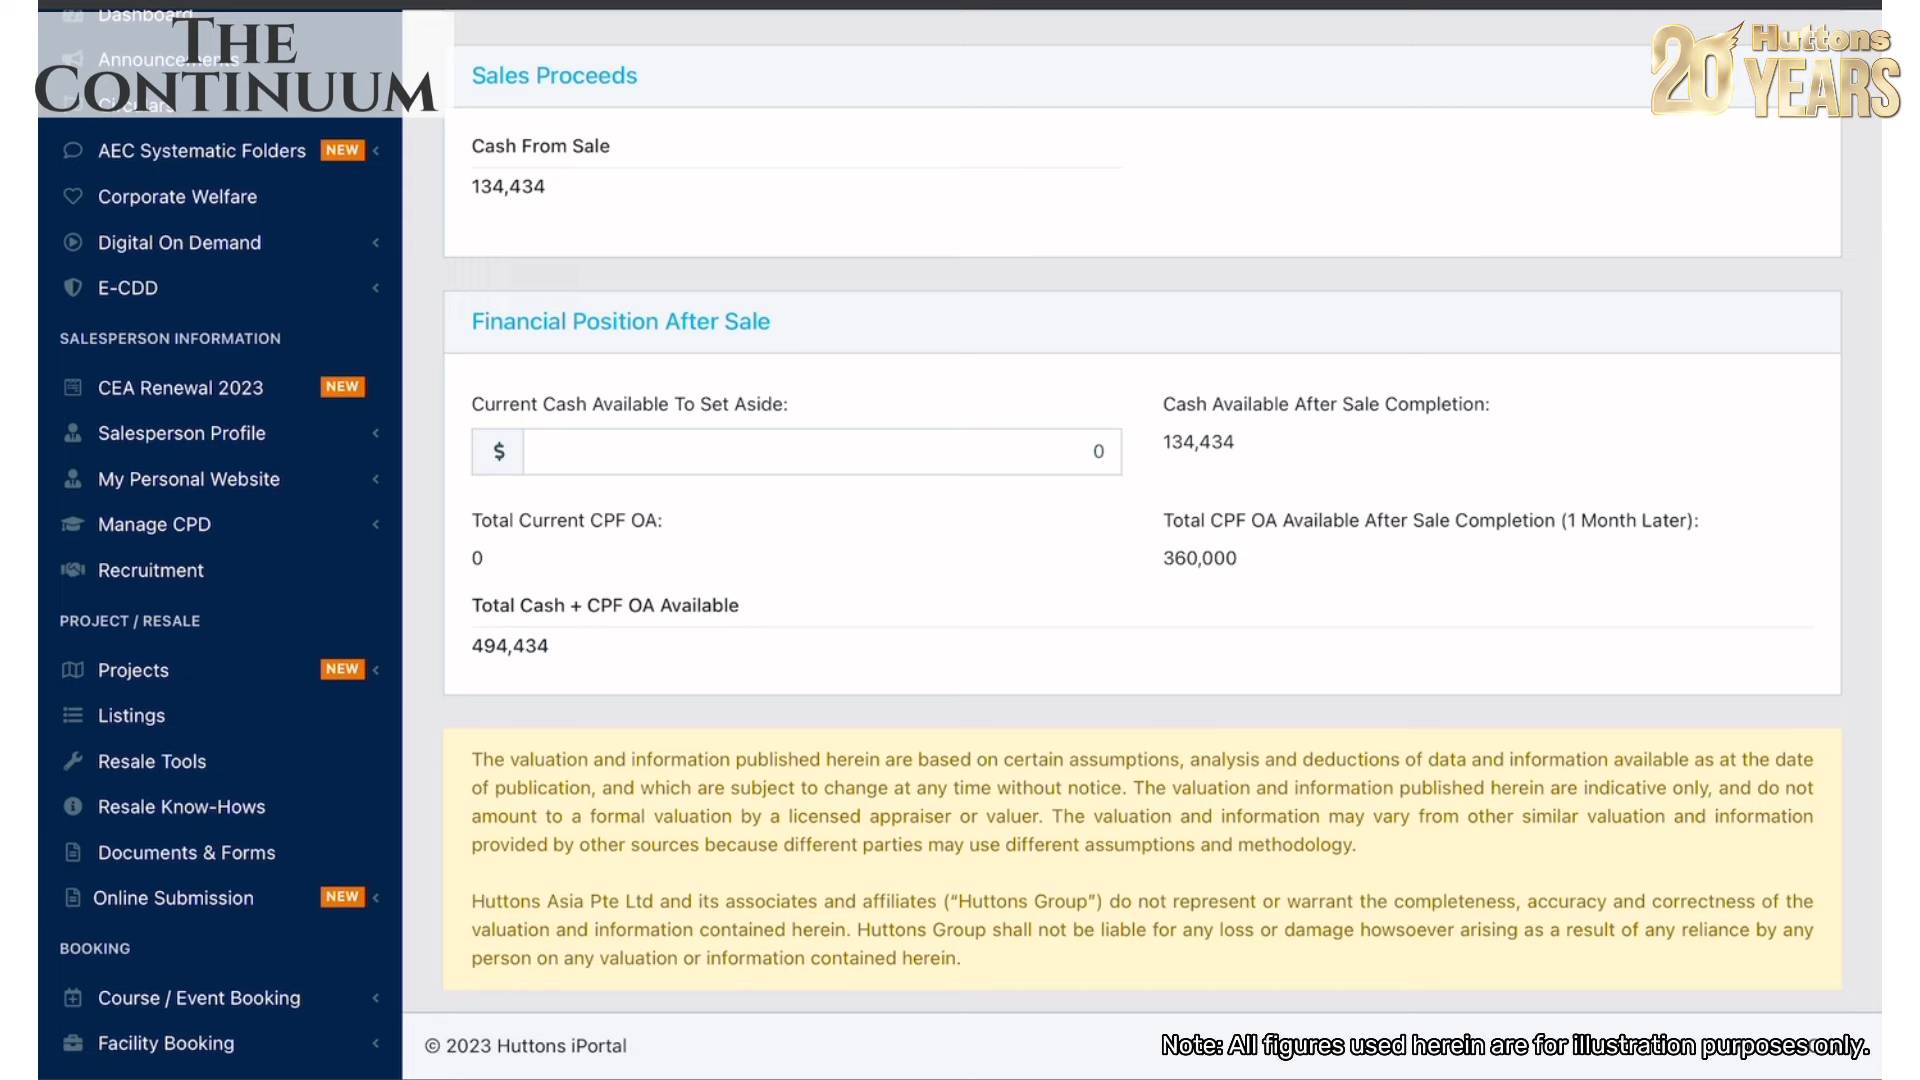 Dashboard
THE
Announcements
CONTINUUM
Circulars
AEC Systematic Folders NEW
Corporate Welfare
Digital On Demand
E-CDD
SALESPERSON INFORMATION
CEA Renewal 2023 NEW
Salesperson Profile
My Personal Website
Manage CPD
Recruitment
PROJECT / RESALE
Projects NEW
Listings
Resale Tools
Resale Know-Hows
Documents & Forms
Online Submission NEW
BOOKING
Course / Event Booking
Facility Booking
Huttons
20 YEARS
Sales Proceeds
Cash From Sale
134,434
Financial Position After Sale
Current Cash Available To Set Aside:
$ 0
Cash Available After Sale Completion:
134,434
Total Current CPF OA:
0
Total CPF OA Available After Sale Completion (1 Month Later):
360,000
Total Cash + CPF OA Available
494,434
The valuation and information published herein are based on certain assumptions, analysis and deductions of data and information available as at the date
of publication, and which are subject to change at any time without notice. The valuation and information published herein are indicative only, and do not
amount to a formal valuation by a licensed appraiser or valuer. The valuation and information may vary from other similar valuation and information
provided by other sources because different parties may use different assumptions and methodology.
Huttons Asia Pte Ltd and its associates and affiliates (“Huttons Group”) do not represent or warrant the completeness, accuracy and correctness of the
valuation and information contained herein. Huttons Group shall not be liable for any loss or damage howsoever arising as a result of any reliance by any
person on any valuation or information contained herein.
© 2023 Huttons iPortal
Note: All figures used herein are for illustration purposes only.